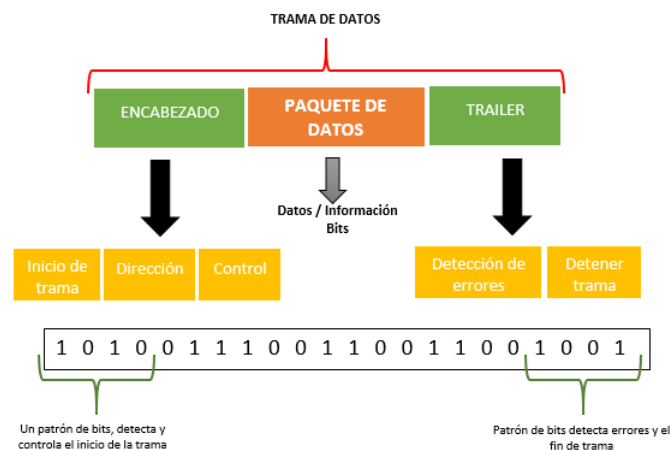 TRAMA DE DATOS
ENCABEZADO
PAQUETE DE
DATOS
TRAILER
Datos / Información
Bits
Inicio de
trama
Dirección
Control
Detección de
errores
Detener
trama
1 0 1 0 0 1 1 1 0 0 1 1 0 0 1 1 0 0 1 0 0 1
Un patrón de bits, detecta y
controla el inicio de la trama
Patrón de bits detecta errores y el
fin de trama